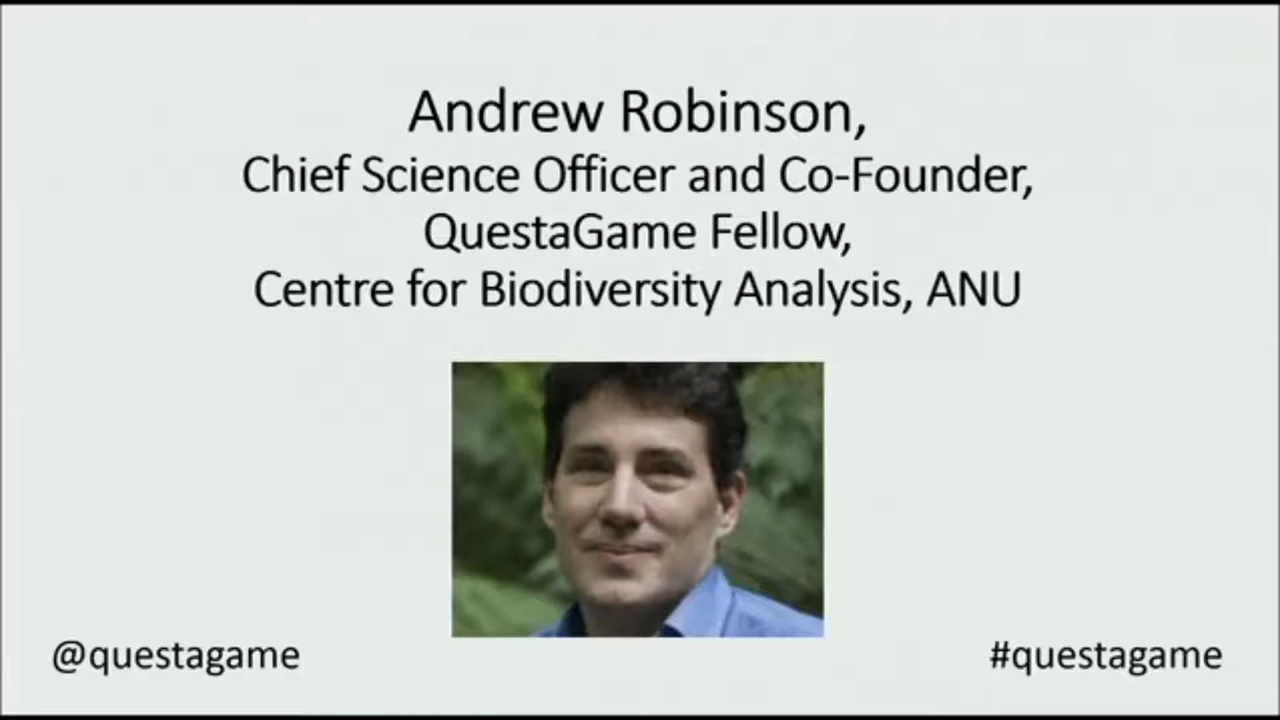 Andrew Robinson,
Chief Science Officer and Co-Founder,
QuestaGame Fellow,
Centre for Biodiversity Analysis, ANU
@questagame
#questagame